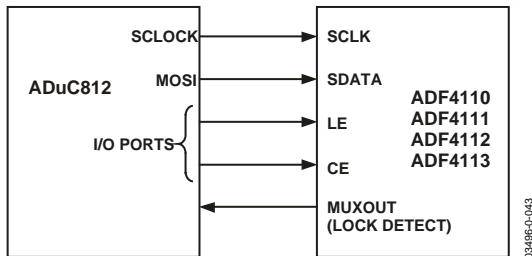 ADuC812
SCLOCK
MOSI
I/O PORTS
SCLK
SDATA
LE
CE
MUXOUT
(LOCK DETECT)
ADF4110
ADF4111
ADF4112
ADF4113
03496-0-043